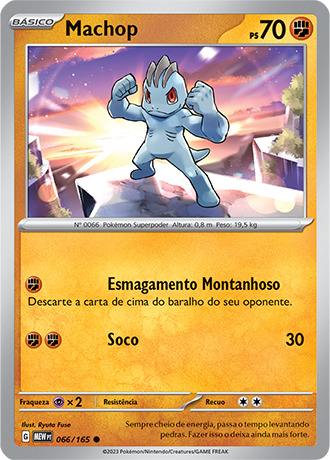 BÁSICO
Machop
PS 70
Nº 0066 Pokémon Superpoder Altura: 0,8 m Peso: 19,5 kg
Esmagamento Montanhoso
Descarte a carta de cima do baralho do seu oponente.
Soco 30
Fraqueza ×2 Resistência Recuo
Ilust. Ryuta Fuse
Sempre cheio de energia, passa o tempo levantando
pedras. Fazer isso o deixa ainda mais forte.
G MEW PT 066/165
©2023 Pokémon/Nintendo/Creatures/GAME FREAK